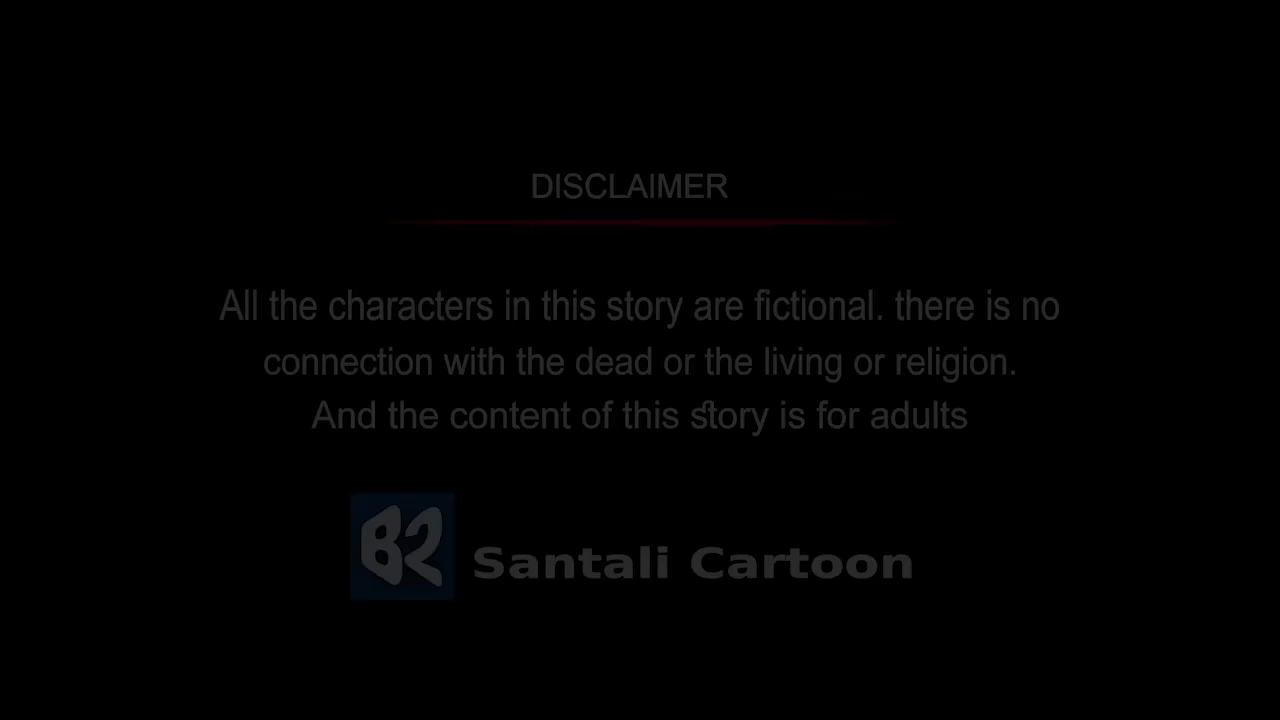 DISCLAIMER
All the characters in this story are fictional. there is no
connection with the dead or the living or religion.
And the content of this story is for adults
B2 Santali Cartoon